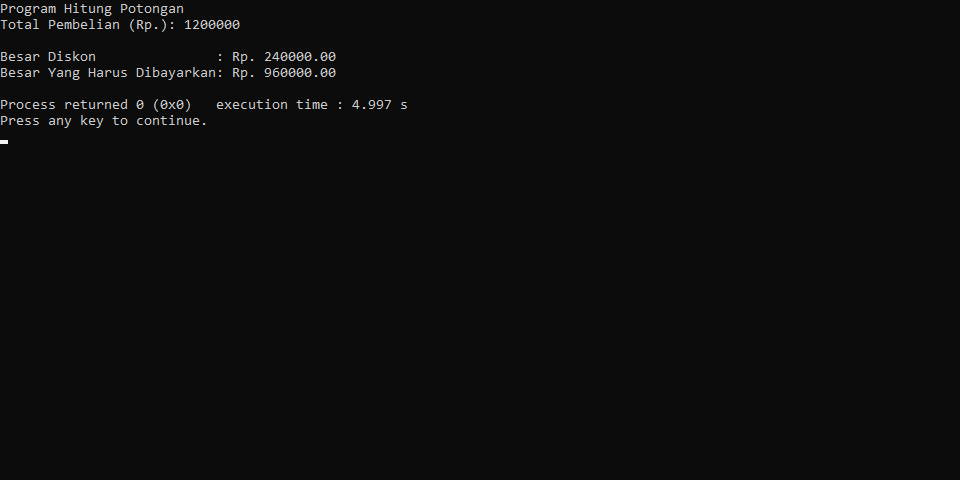 Program Hitung Potongan
Total Pembelian (Rp.): 1200000
Besar Diskon               : Rp. 240000.00
Besar Yang Harus Dibayarkan: Rp. 960000.00
Process returned 0 (0x0)   execution time : 4.997 s
Press any key to continue.